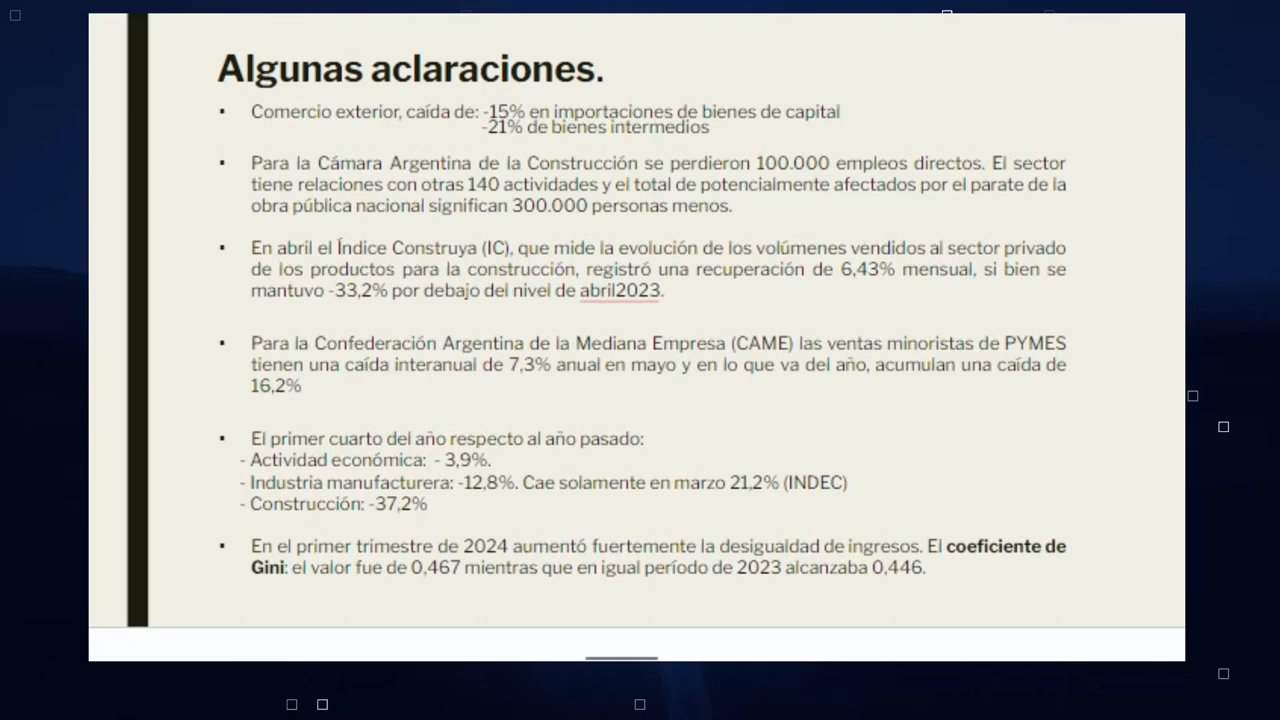 Algunas aclaraciones.
▪ Comercio exterior, caída de: -15% en importaciones de bienes de capital
-21% de bienes intermedios
▪ Para la Cámara Argentina de la Construcción se perdieron 100.000 empleos directos. El sector
tiene relaciones con otras 140 actividades y el total de potencialmente afectados por el parate de la
obra pública nacional significan 300.000 personas menos.
▪ En abril el Índice Construya (IC), que mide la evolución de los volúmenes vendidos al sector privado
de los productos para la construcción, registró una recuperación de 6,43% mensual, si bien se
mantuvo -33,2% por debajo del nivel de abril2023.
▪ Para la Confederación Argentina de la Mediana Empresa (CAME) las ventas minoristas de PYMES
tienen una caída interanual de 7,3% anual en mayo y en lo que va del año, acumulan una caída de
16,2%
▪ El primer cuarto del año respecto al año pasado:
- Actividad económica: - 3,9%.
- Industria manufacturera: -12,8%. Cae solamente en marzo 21,2% (INDEC)
- Construcción: -37,2%
▪ En el primer trimestre de 2024 aumentó fuertemente la desigualdad de ingresos. El coeficiente de
Gini: el valor fue de 0,467 mientras que en igual período de 2023 alcanzaba 0,446.